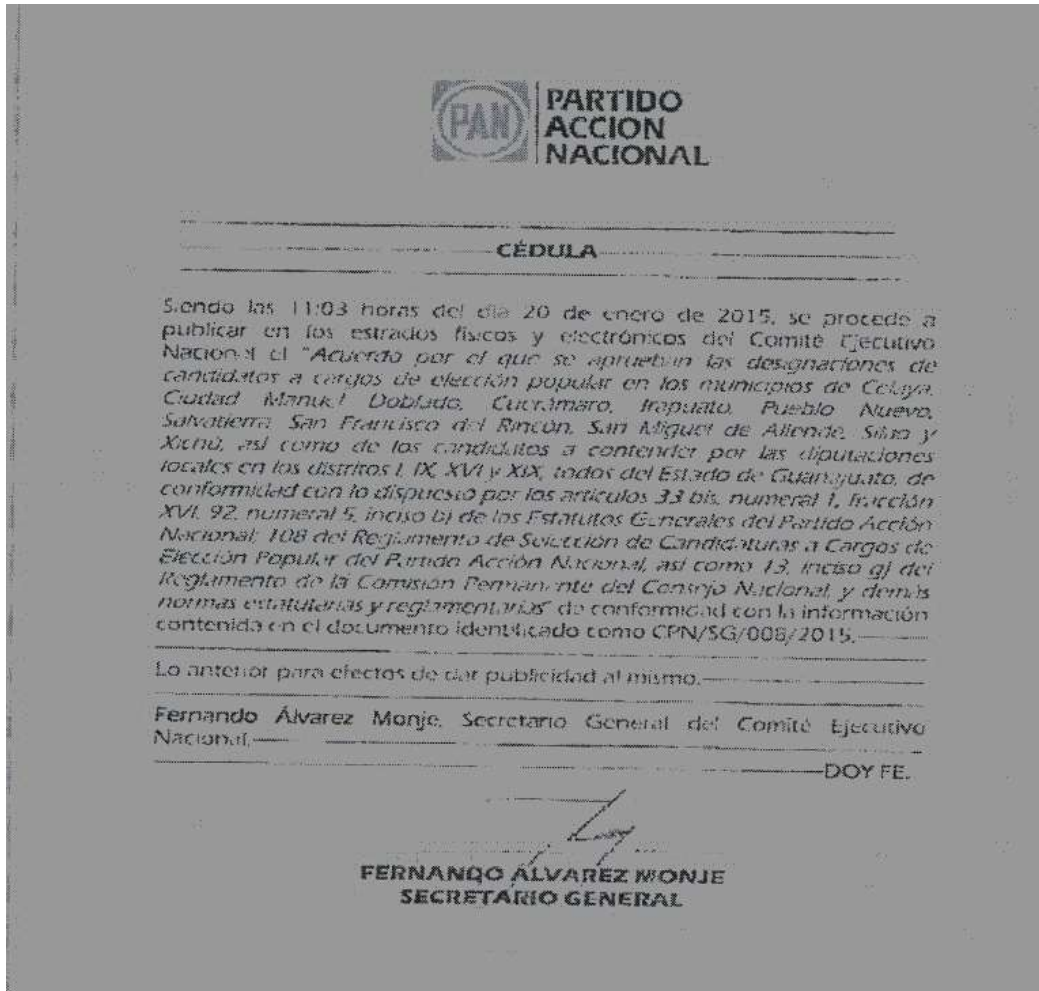 PAN
PARTIDO
ACCION
NACIONAL
CÉDULA
Siendo las 11:03 horas del día 20 de enero de 2015, se procede a
publicar en los estrados físicos y electrónicos del Comité Ejecutivo
Nacional el "Acuerdo por el que se aprueban las designaciones de
candidatos a cargos de elección popular en los municipios de Celaya,
Ciudad Manuel Doblado, Cuerámaro, Irapuato, Pueblo Nuevo,
Salvatierra, San Francisco del Rincón, San Miguel de Allende, Silao y
Xichú, así como de los candidatos a contender por las diputaciones
locales en los distritos I, IX, XVI y XIX, todos del Estado de Guanajuato, de
conformidad con lo dispuesto por los artículos 33 bis, numeral 1, fracción
XVI, 92, numeral 5, inciso b) de los Estatutos Generales del Partido Acción
Nacional; 108 del Reglamento de Selección de Candidaturas a Cargos de
Elección Popular del Partido Acción Nacional, así como 13, inciso g) del
Reglamento de la Comisión Permanente del Consejo Nacional, y demás
normas estatutarias y reglamentarias" de conformidad con la información
contenida en el documento identificado como CPN/SG/008/2015.
Lo anterior para efectos de dar publicidad al mismo.
Fernando Álvarez Monje, Secretario General del Comité Ejecutivo
Nacional.
DOY FE.
FERNANDO ÁLVAREZ MONJE
SECRETARIO GENERAL